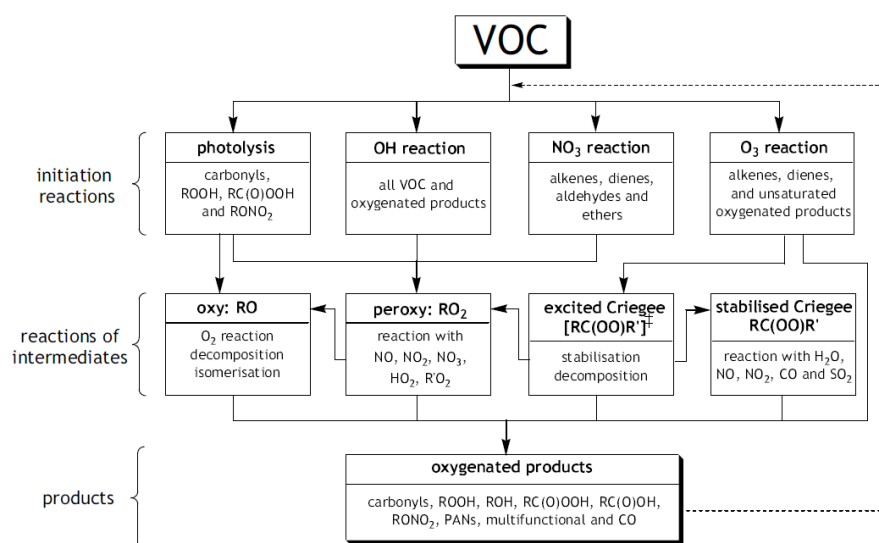 VOC
initiation
reactions
photolysis
carbonyls,
ROOH, RC(O)OOH
and RONO₂
OH reaction
all VOC and
oxygenated products
NO₃ reaction
alkenes, dienes,
aldehydes and
ethers
O₃ reaction
alkenes, dienes,
and unsaturated
oxygenated products
reactions of
intermediates
oxy: RO
O₂ reaction
decomposition
isomerisation
peroxy: RO₂
reaction with
NO, NO₂, NO₃,
HO₂, R'O₂
excited Criegee
[RC(OO)R']‡
stabilisation
decomposition
stabilised Criegee
RC(OO)R'
reaction with H₂O,
NO, NO₂, CO and SO₂
products
oxygenated products
carbonyls, ROOH, ROH, RC(O)OOH, RC(O)OH,
RONO₂, PANs, multifunctional and CO